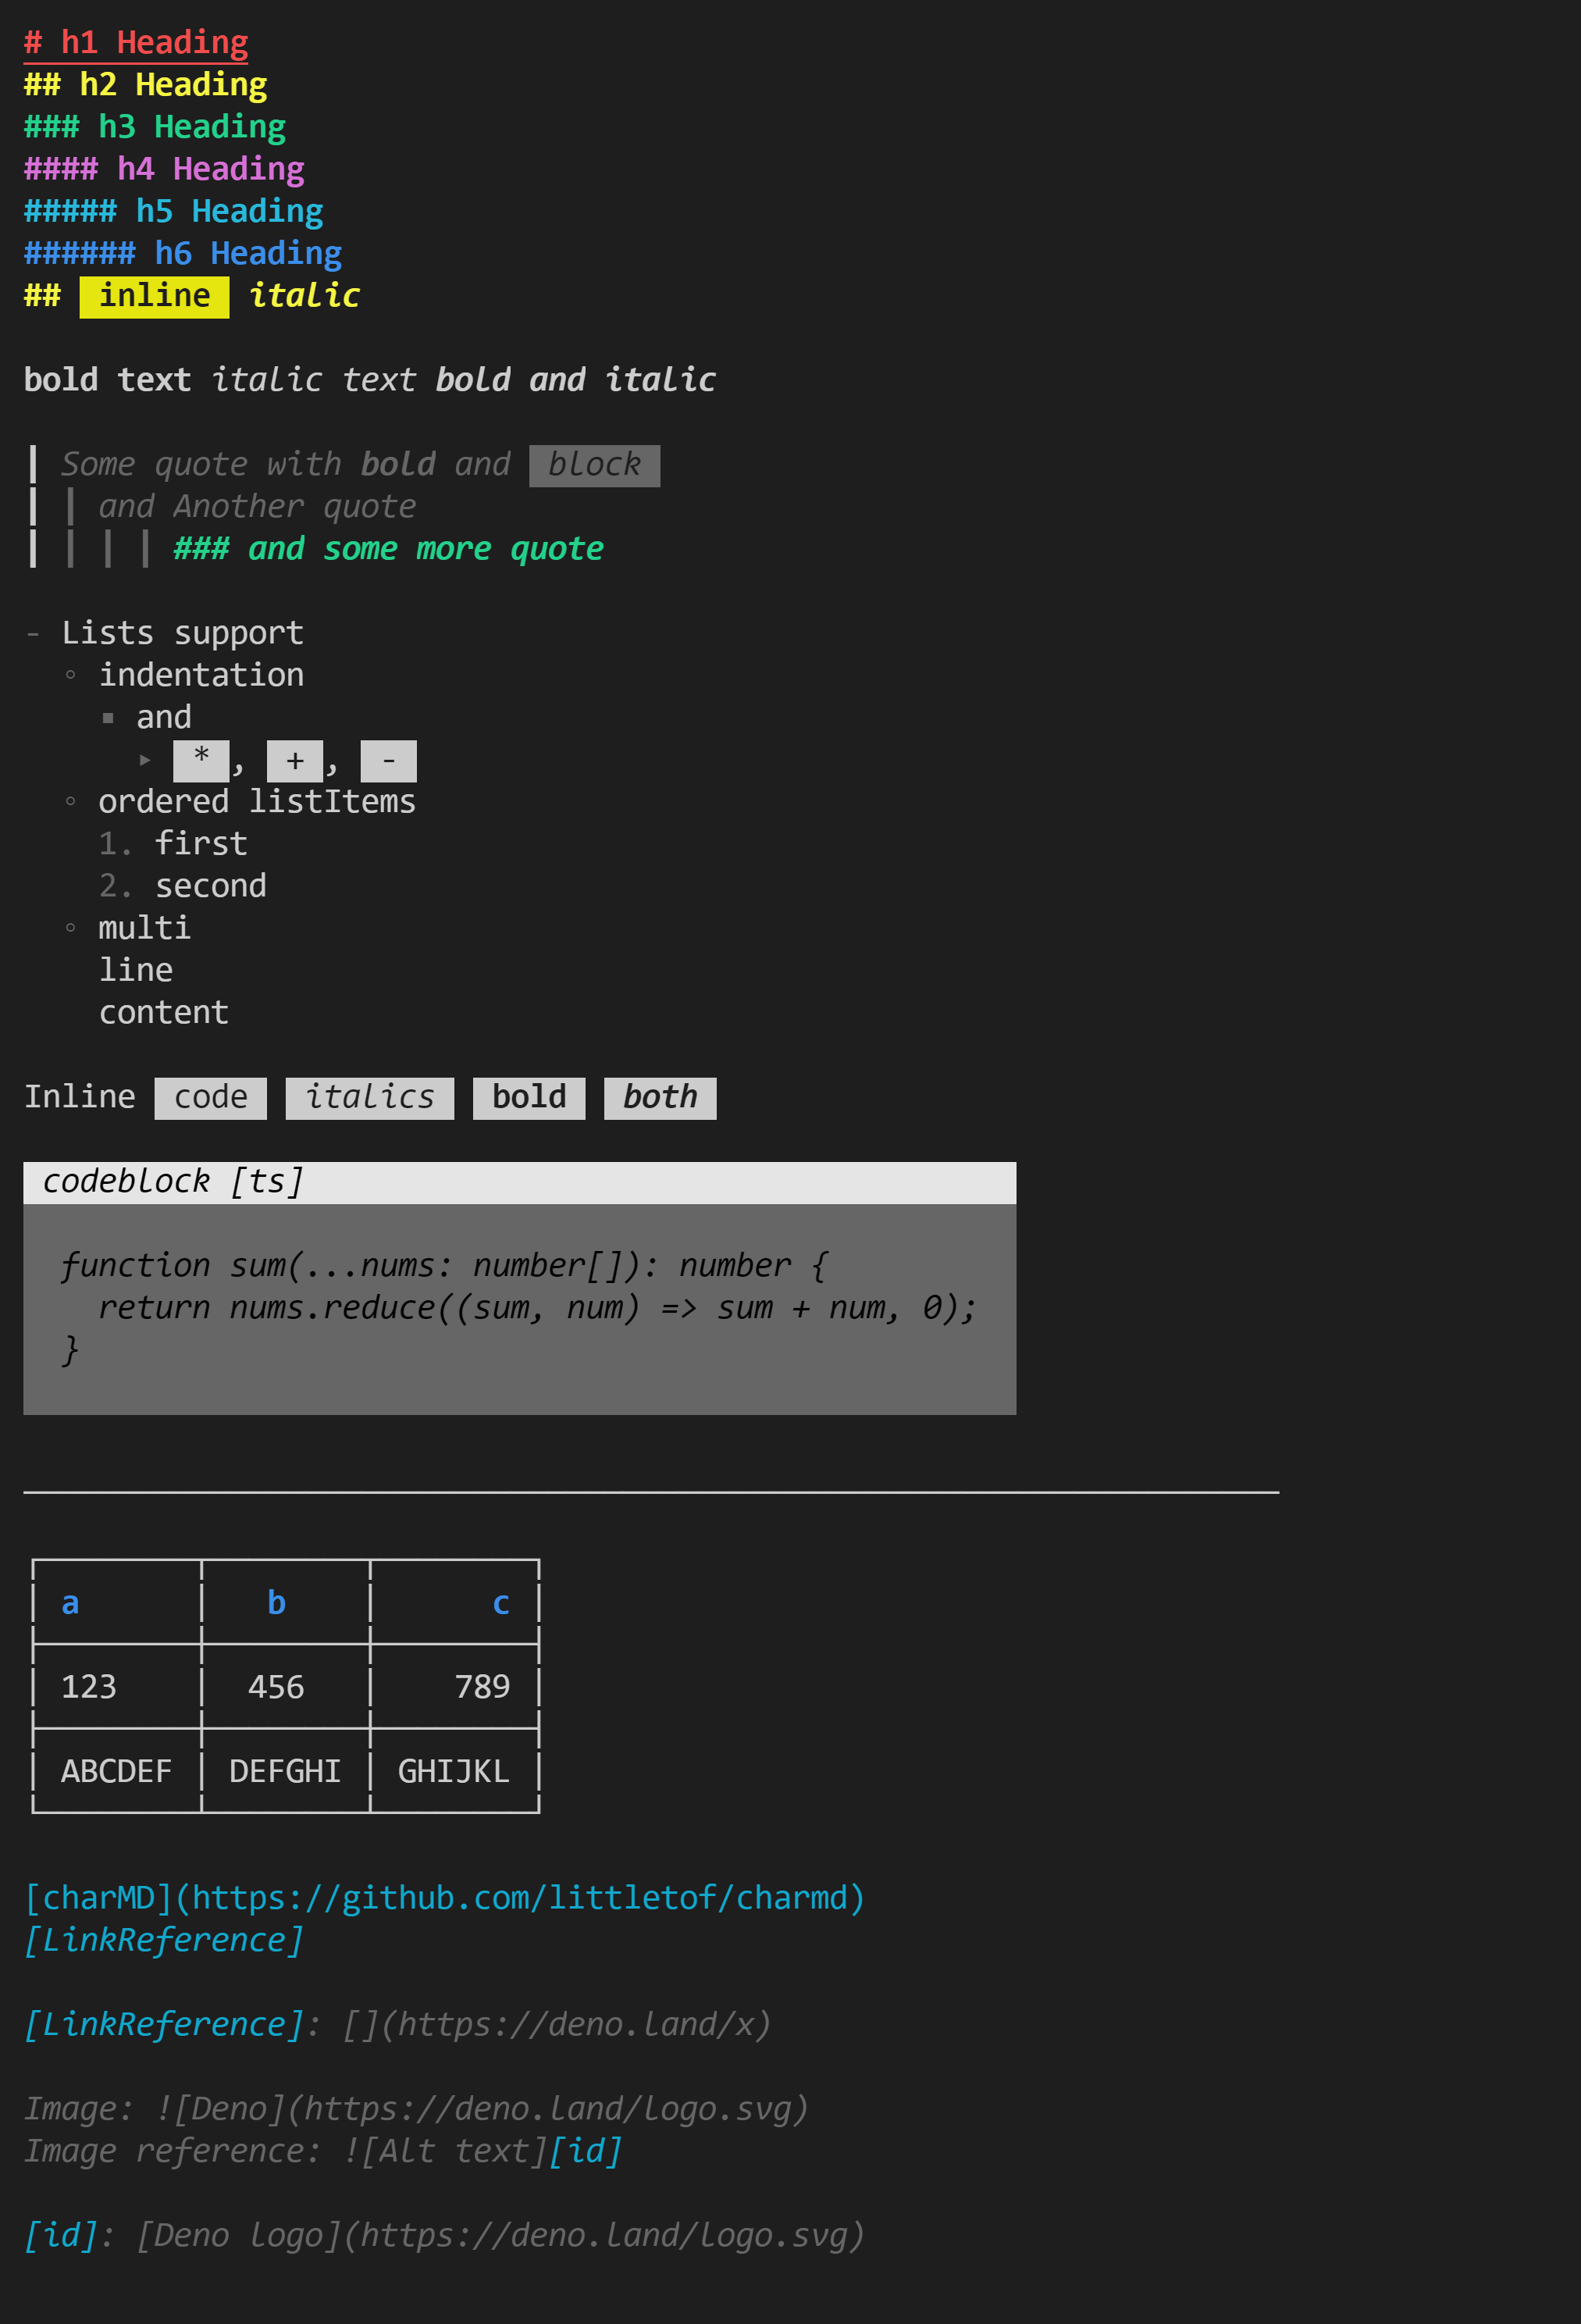 # h1 Heading
## h2 Heading
### h3 Heading
#### h4 Heading
##### h5 Heading
###### h6 Heading
## inline italic
bold text italic text bold and italic
Some quote with bold and block
and Another quote
### and some more quote
- Lists support
◦ indentation
▪ and
▸ * , + , -
◦ ordered listItems
1. first
2. second
◦ multi
line
content
Inline code italics bold both
codeblock [ts]
function sum(...nums: number[]): number {
return nums.reduce((sum, num) => sum + num, 0);
}
a b c
123 456 789
ABCDEF DEFGHI GHIJKL
[charMD](https://github.com/littletof/charmd)
[LinkReference]
[LinkReference]: [](https://deno.land/x)
Image: ![Deno](https://deno.land/logo.svg)
Image reference: ![Alt text][id]
[id]: [Deno logo](https://deno.land/logo.svg)